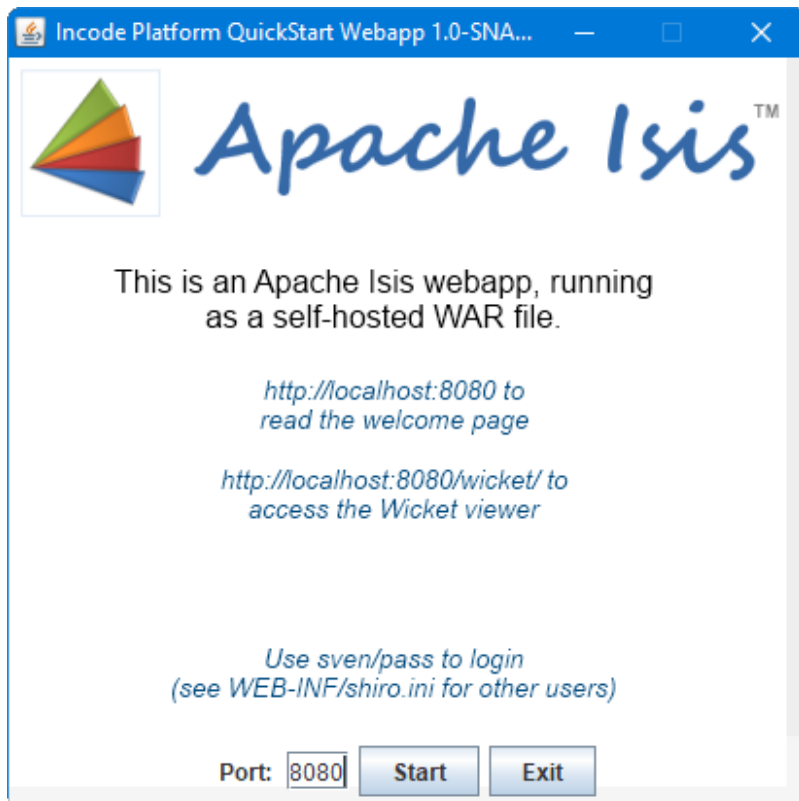 Incode Platform QuickStart Webapp 1.0-SNA...
Apache Isis™
This is an Apache Isis webapp, running
as a self-hosted WAR file.
http://localhost:8080 to
read the welcome page
http://localhost:8080/wicket/ to
access the Wicket viewer
Use sven/pass to login
(see WEB-INF/shiro.ini for other users)
Port: 8080 Start Exit